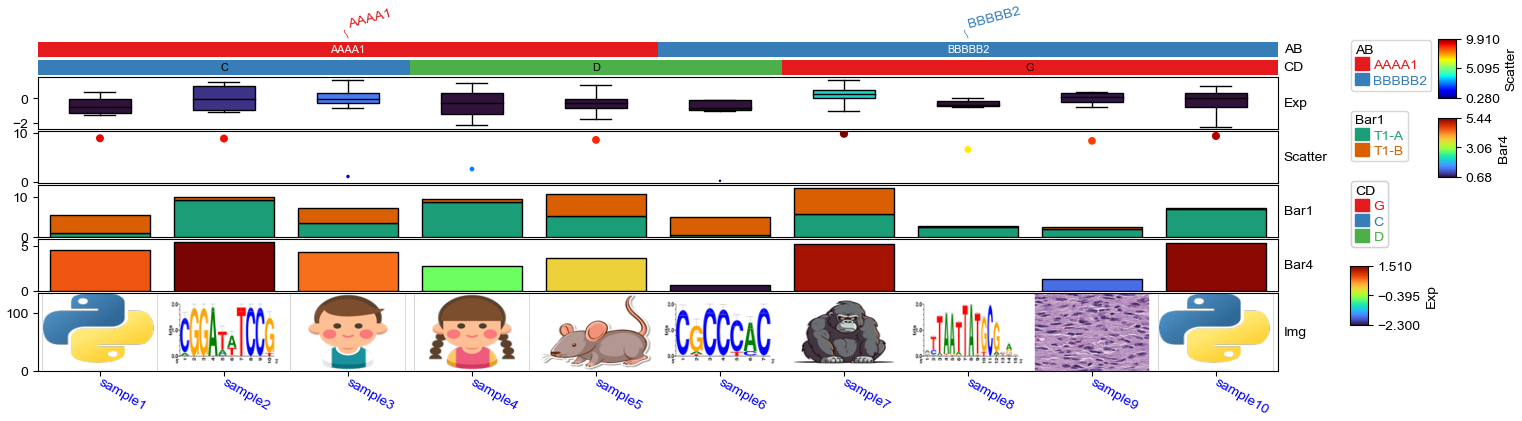 AAAA1
BBBBB2
AAAA1
BBBBB2
AB
C
D
G
CD
0
−2
Exp
10
0
Scatter
10
0
Bar1
5
Bar4
100
0
Img
sample1
sample2
sample3
sample4
sample5
sample6
sample7
sample8
sample9
sample10
AB
AAAA1
BBBBB2
Bar1
T1-A
T1-B
CD
G
C
D
9.910
5.095
0.280
Scatter
5.44
3.06
0.68
Bar4
1.510
−0.395
−2.300
Exp